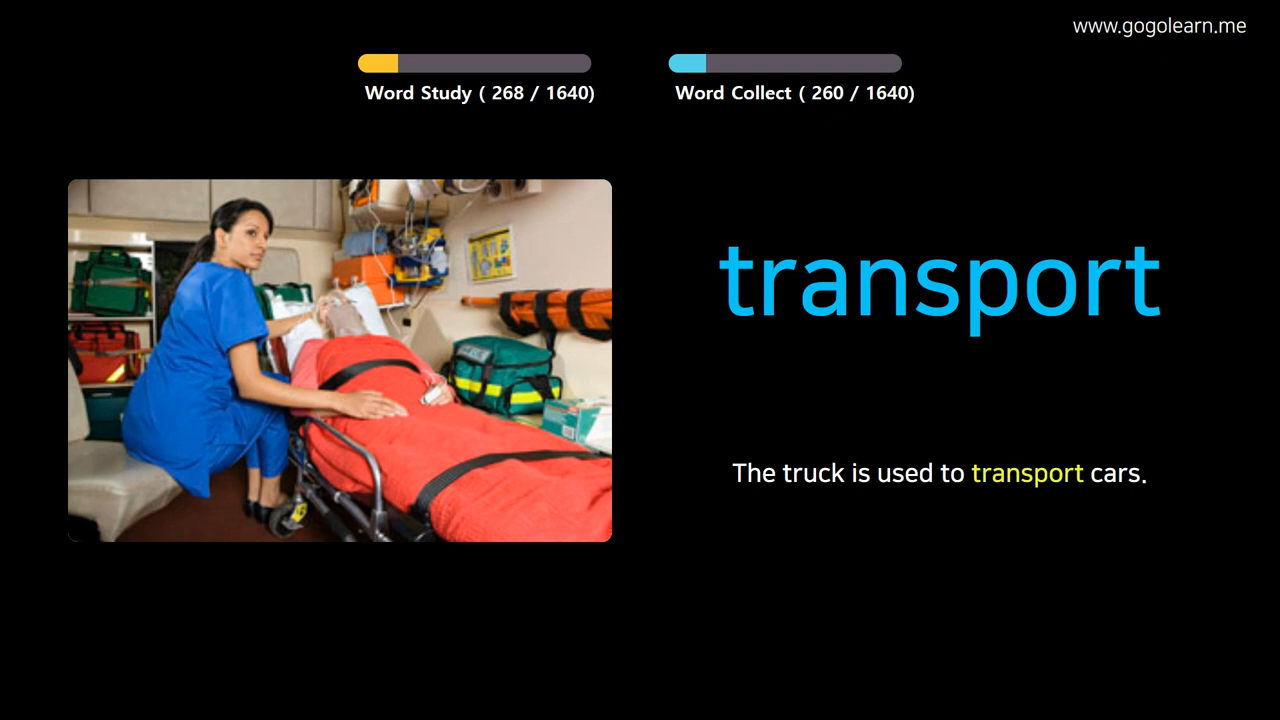 www.gogolearn.me
Word Study ( 268 / 1640)
Word Collect ( 260 / 1640)
transport
The truck is used to transport cars.